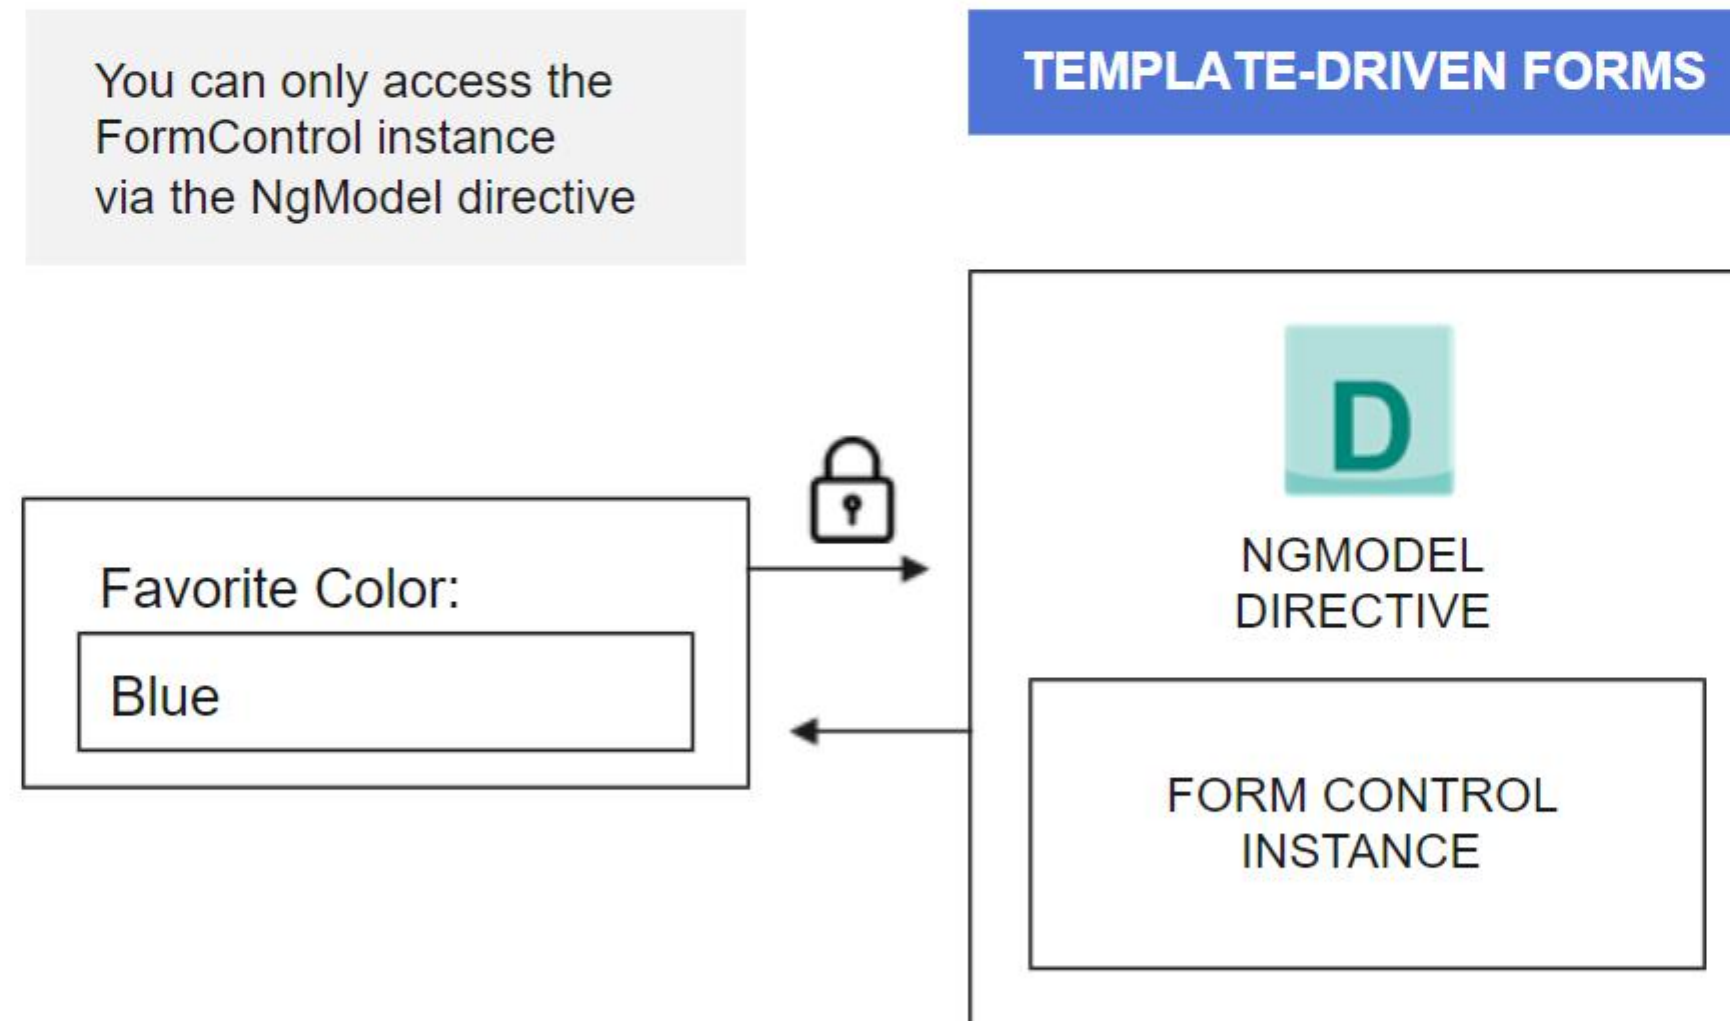 You can only access the
FormControl instance
via the NgModel directive
TEMPLATE-DRIVEN FORMS
Favorite Color:
Blue
D
NGMODEL
DIRECTIVE
FORM CONTROL
INSTANCE